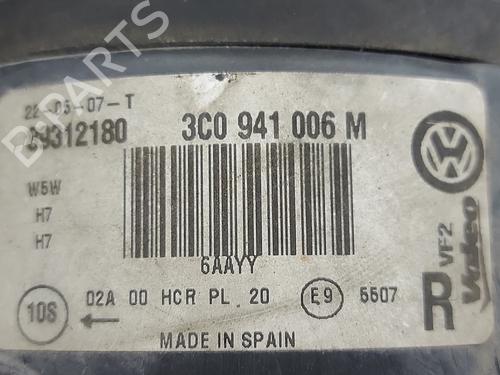 B-PARTS
22-05-07-T
89312180
3C0 941 006 M
W5W
H7
H7
6AAYY
VF2
Valeo
R
10S
02A 00 HCR PL. 20
E9
5507
MADE IN SPAIN